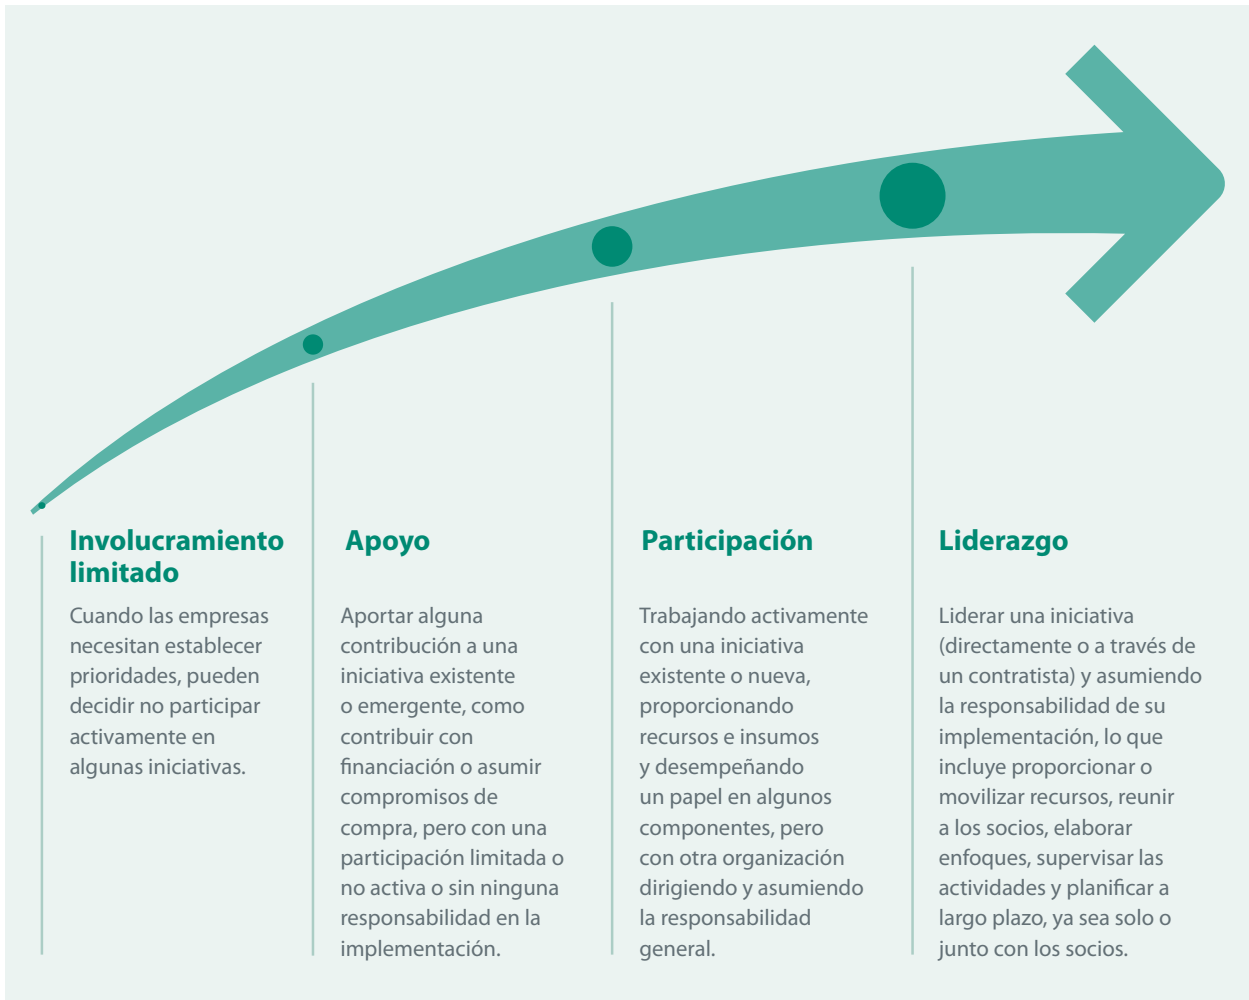 Involucramiento
limitado
Cuando las empresas
necesitan establecer
prioridades, pueden
decidir no participar
activamente en
algunas iniciativas.
Apoyo
Aportar alguna
contribución a una
iniciativa existente
o emergente, como
contribuir con
financiación o asumir
compromisos de
compra, pero con una
participación limitada o
no activa o sin ninguna
responsabilidad en la
implementación.
Participación
Trabajando activamente
con una iniciativa
existente o nueva,
proporcionando
recursos e insumos
y desempeñando
un papel en algunos
componentes, pero
con otra organización
dirigiendo y asumiendo
la responsabilidad
general.
Liderazgo
Liderar una iniciativa
(directamente o a través de
un contratista) y asumiendo
la responsabilidad de su
implementación, lo que
incluye proporcionar o
movilizar recursos, reunir
a los socios, elaborar
enfoques, supervisar las
actividades y planificar a
largo plazo, ya sea solo o
junto con los socios.